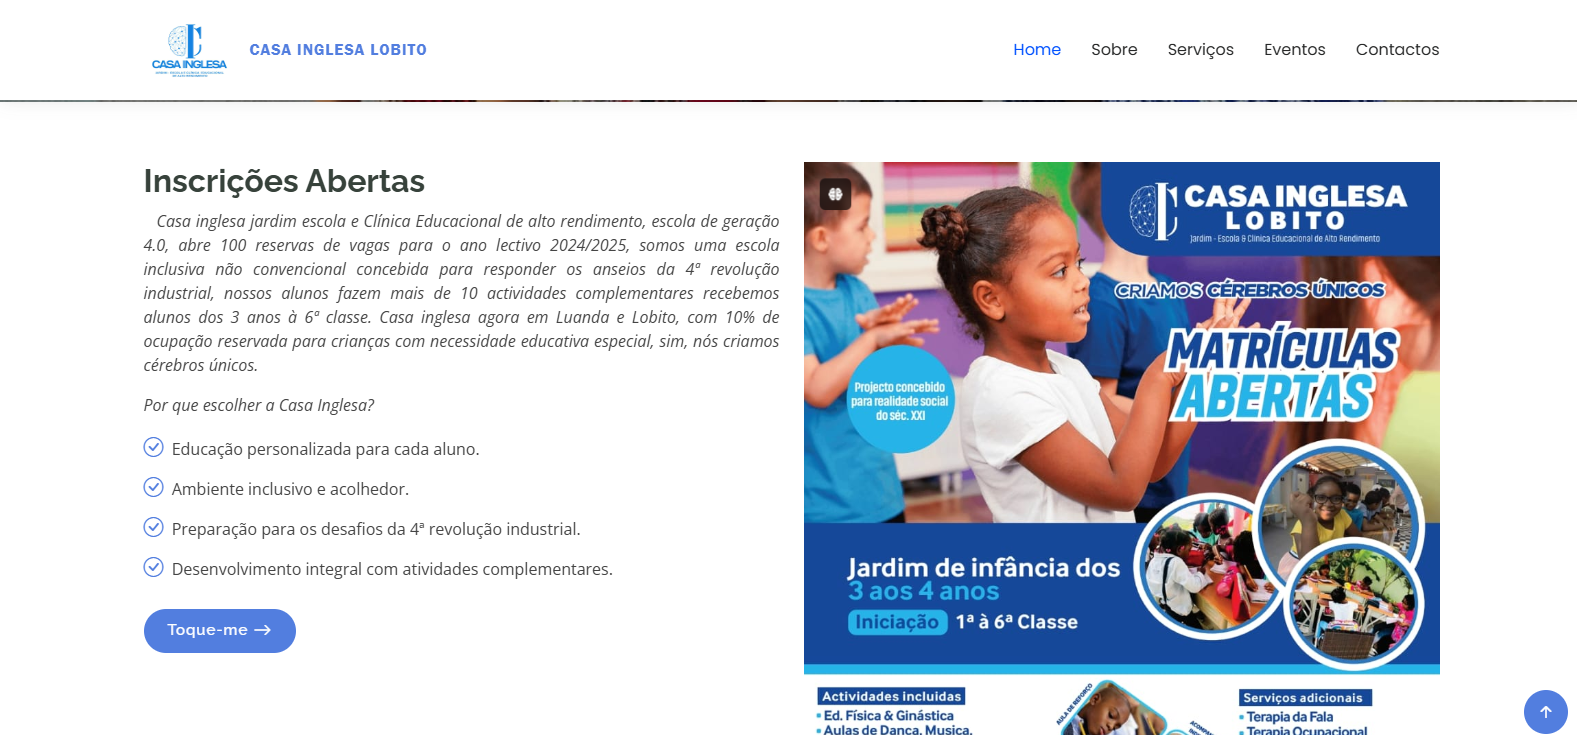 CASA INGLESA
CASA INGLESA LOBITO
Home
Sobre
Serviços
Eventos
Contactos
Inscrições Abertas
Casa inglesa jardim escola e Clínica Educacional de alto rendimento, escola de geração
4.0, abre 100 reservas de vagas para o ano lectivo 2024/2025, somos uma escola
inclusiva não convencional concebida para responder os anseios da 4ª revolução
industrial, nossos alunos fazem mais de 10 actividades complementares recebemos
alunos dos 3 anos à 6ª classe. Casa inglesa agora em Luanda e Lobito, com 10% de
ocupação reservada para crianças com necessidade educativa especial, sim, nós criamos
cérebros únicos.
Por que escolher a Casa Inglesa?
Educação personalizada para cada aluno.
Ambiente inclusivo e acolhedor.
Preparação para os desafios da 4ª revolução industrial.
Desenvolvimento integral com atividades complementares.
Toque-me
CASA INGLESA
LOBITO
Jardim - Escola & Clínica Educacional de Alto Rendimento
CRIAMOS CÉREBROS ÚNICOS
MATRÍCULAS
ABERTAS
Projecto concebido
para realidade social
do séc. XXI
Jardim de infância dos
3 aos 4 anos
Iniciação 1ª à 6ª Classe
Actividades incluidas
Ed. Física & Ginástica
Aulas de Dança, Musica,
AULA DE REFORÇO
Serviços adicionais
Terapia da Fala
Terapia Ocupacional